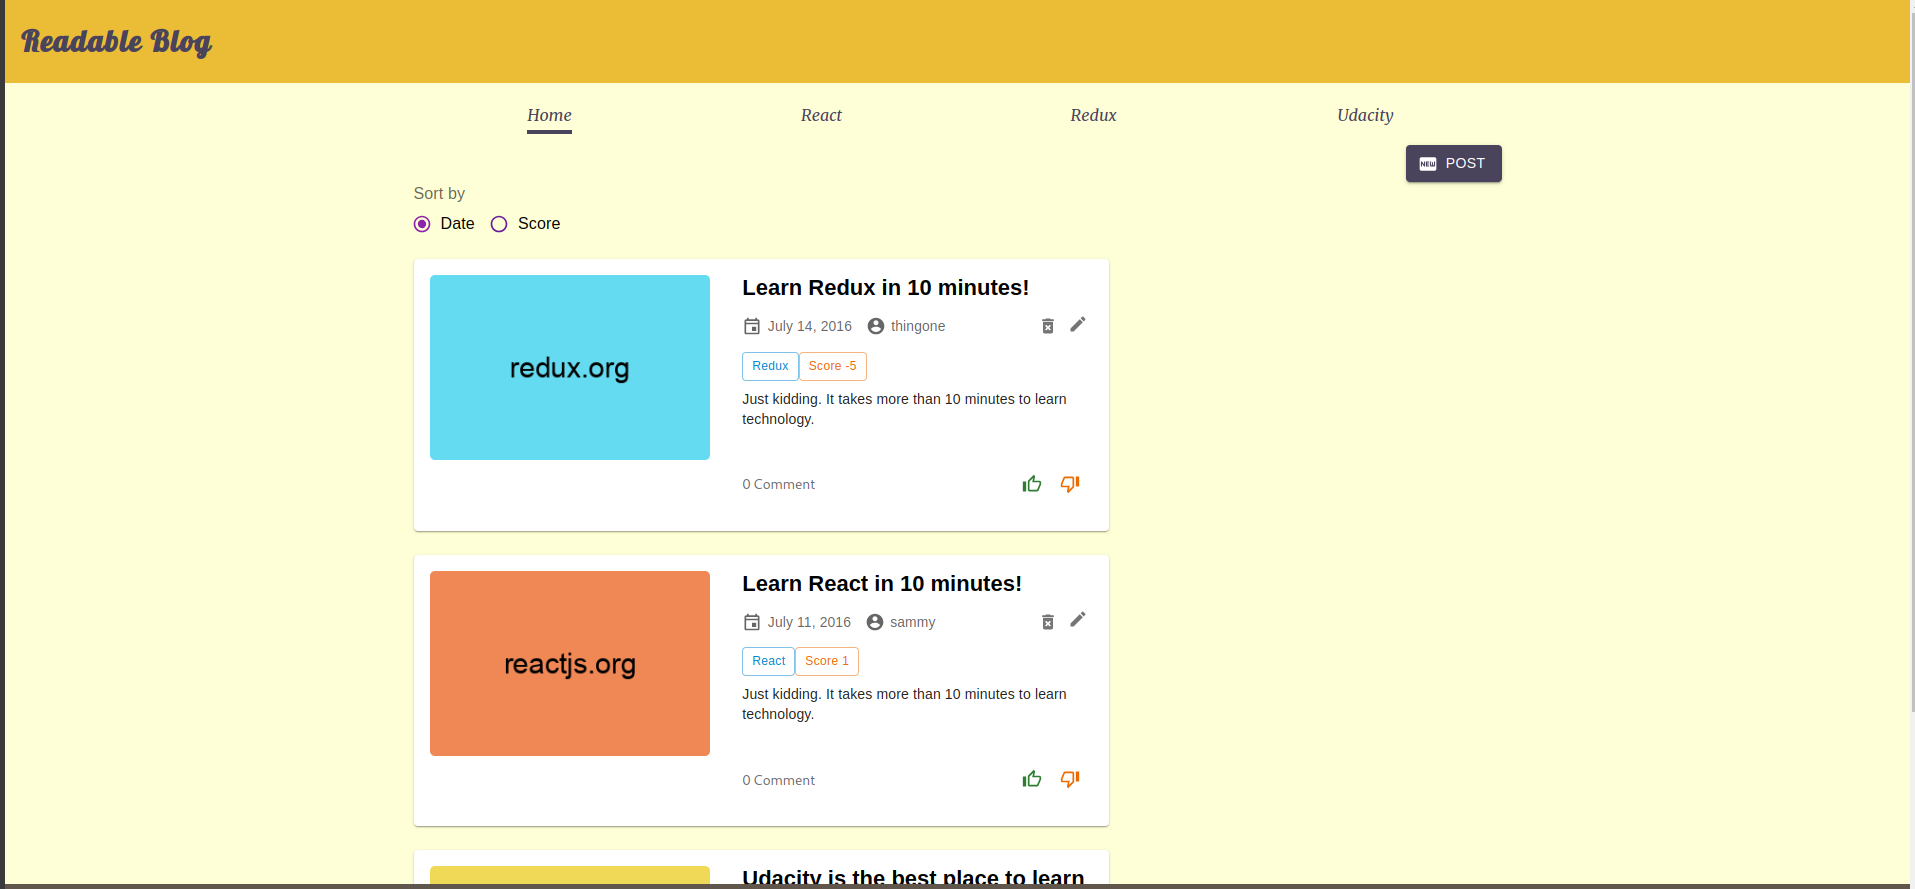 Readable Blog
Home React Redux Udacity
NEW POST
Sort by
Date Score
redux.org
Learn Redux in 10 minutes!
July 14, 2016 thingone
Redux Score -5
Just kidding. It takes more than 10 minutes to learn
technology.
0 Comment
reactjs.org
Learn React in 10 minutes!
July 11, 2016 sammy
React Score 1
Just kidding. It takes more than 10 minutes to learn
technology.
0 Comment
Udacity is the best place to learn